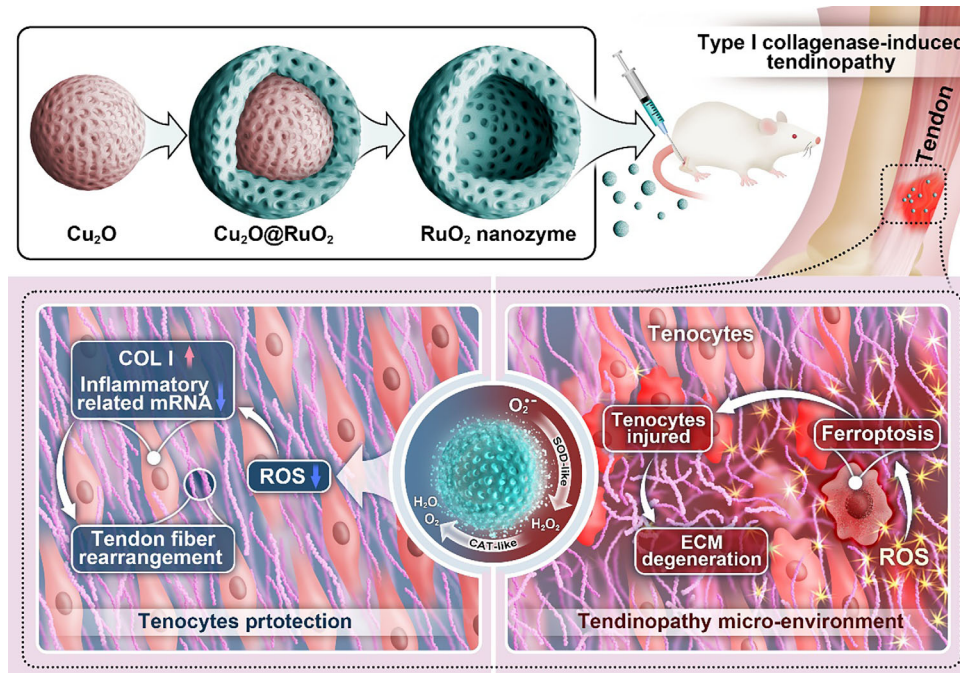 Type I collagenase-induced
tendinopathy
Tendon
Cu₂O
Cu₂O@RuO₂
RuO₂ nanozyme
COL I
Inflammatory
related mRNA
ROS
Tendon fiber
rearrangement
Tenocytes prtotection
O₂•−
SOD-like
H₂O₂
CAT-like
H₂O
O₂
Tenocytes
Tenocytes
injured
Ferroptosis
ECM
degeneration
ROS
Tendinopathy micro-environment